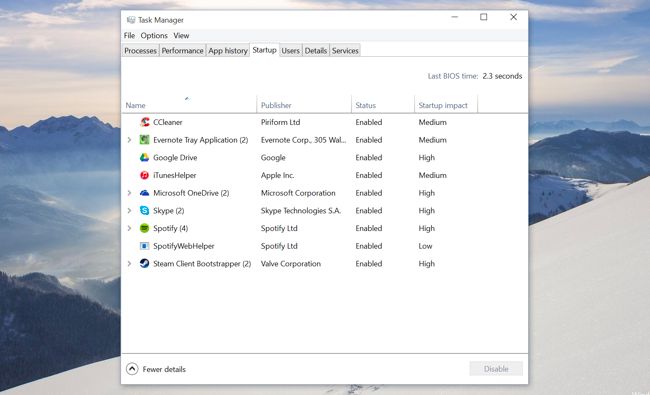 Task Manager
File Options View
Processes Performance App history Startup Users Details Services
Last BIOS time: 2.3 seconds
Name Publisher Status Startup impact
CCleaner Piriform Ltd Enabled Medium
Evernote Tray Application (2) Evernote Corp., 305 Wal... Enabled Medium
Google Drive Google Enabled High
iTunesHelper Apple Inc. Enabled Medium
Microsoft OneDrive (2) Microsoft Corporation Enabled High
Skype (2) Skype Technologies S.A. Enabled High
Spotify (4) Spotify Ltd Enabled High
SpotifyWebHelper Spotify Ltd Enabled Low
Steam Client Bootstrapper (2) Valve Corporation Enabled High
Fewer details Disable